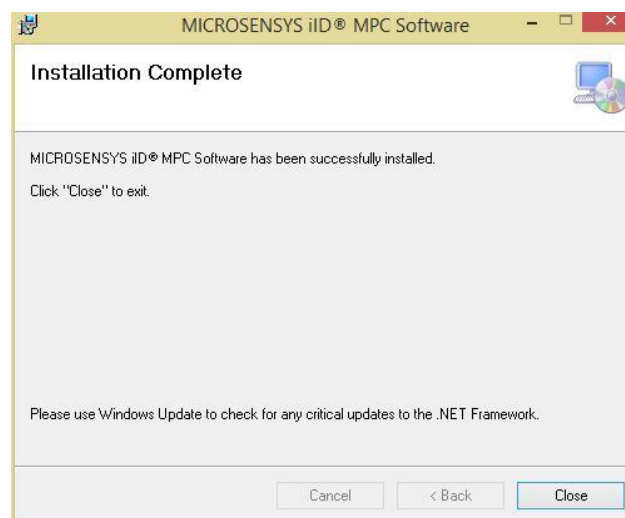 MICROSENSYS iID® MPC Software
Installation Complete
MICROSENSYS iID® MPC Software has been successfully installed.
Click "Close" to exit.
Please use Windows Update to check for any critical updates to the .NET Framework.
Cancel
< Back
Close